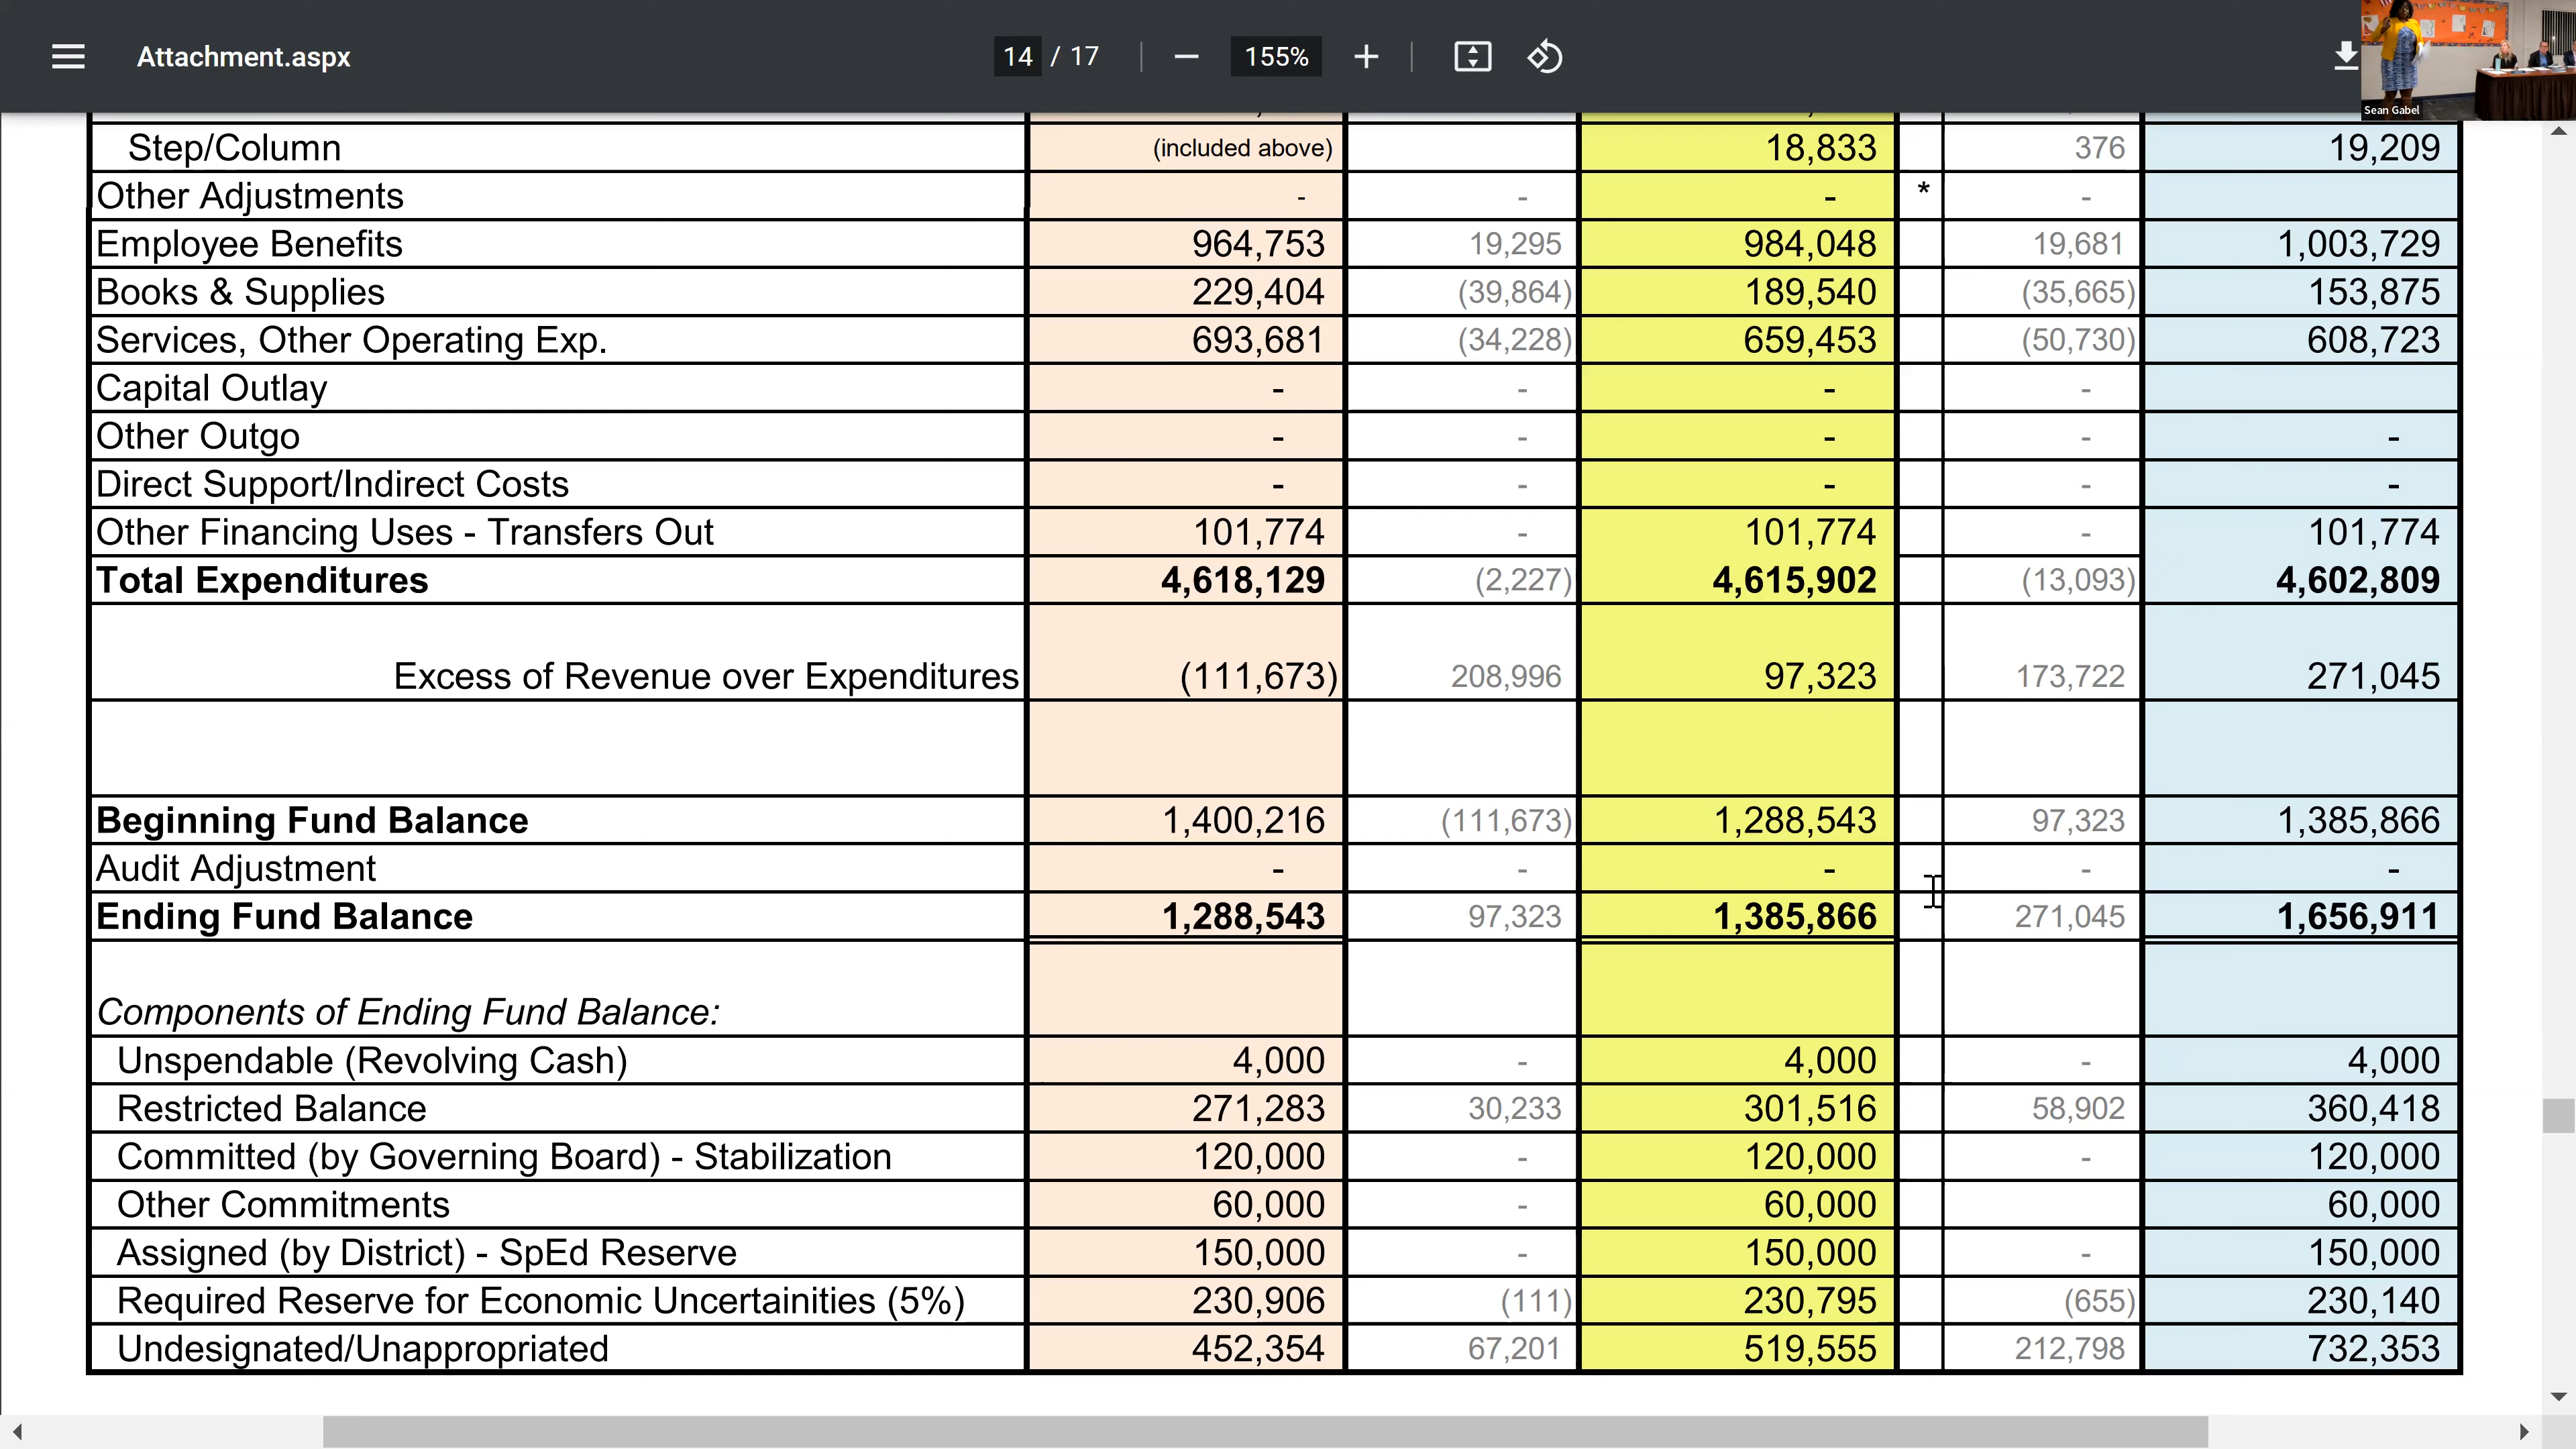 Attachment.aspx 14 / 17 155%
Sean Gabel
Step/Column (included above) 18,833 376 19,209
Other Adjustments - - - * -
Employee Benefits 964,753 19,295 984,048 19,681 1,003,729
Books & Supplies 229,404 (39,864) 189,540 (35,665) 153,875
Services, Other Operating Exp. 693,681 (34,228) 659,453 (50,730) 608,723
Capital Outlay - - - -
Other Outgo - - - - -
Direct Support/Indirect Costs - - - - -
Other Financing Uses - Transfers Out 101,774 - 101,774 - 101,774
Total Expenditures 4,618,129 (2,227) 4,615,902 (13,093) 4,602,809
Excess of Revenue over Expenditures (111,673) 208,996 97,323 173,722 271,045
Beginning Fund Balance 1,400,216 (111,673) 1,288,543 97,323 1,385,866
Audit Adjustment - - - - -
Ending Fund Balance 1,288,543 97,323 1,385,866 271,045 1,656,911
Components of Ending Fund Balance:
Unspendable (Revolving Cash) 4,000 - 4,000 - 4,000
Restricted Balance 271,283 30,233 301,516 58,902 360,418
Committed (by Governing Board) - Stabilization 120,000 - 120,000 - 120,000
Other Commitments 60,000 - 60,000 60,000
Assigned (by District) - SpEd Reserve 150,000 - 150,000 - 150,000
Required Reserve for Economic Uncertainities (5%) 230,906 (111) 230,795 (655) 230,140
Undesignated/Unappropriated 452,354 67,201 519,555 212,798 732,353